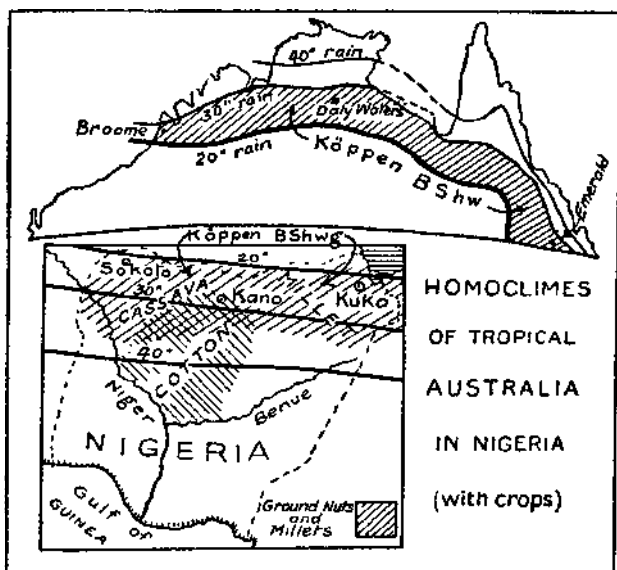 40" rain
30" rain
Daly Waters
Broome
20" rain
Köppen
BShw
Emerald
Köppen BShwg
20"
Sokoto
30"
CASSAVA
Kano
Kuka
40"
COTTON
Niger
Benue
NIGERIA
Gulf of
GUINEA
Ground Nuts
and
Millets
HOMOCLIMES
OF TROPICAL
AUSTRALIA
IN NIGERIA
(with crops)